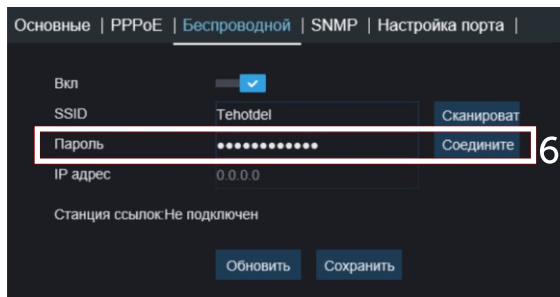 Основные | PPPoE | Беспроводной | SNMP | Настройка порта |
Вкл
SSID Tehotdel Сканироват
Пароль •••••••••••• Соедините 6
IP адрес 0.0.0.0
Станция ссылок:Не подключен
Обновить Сохранить